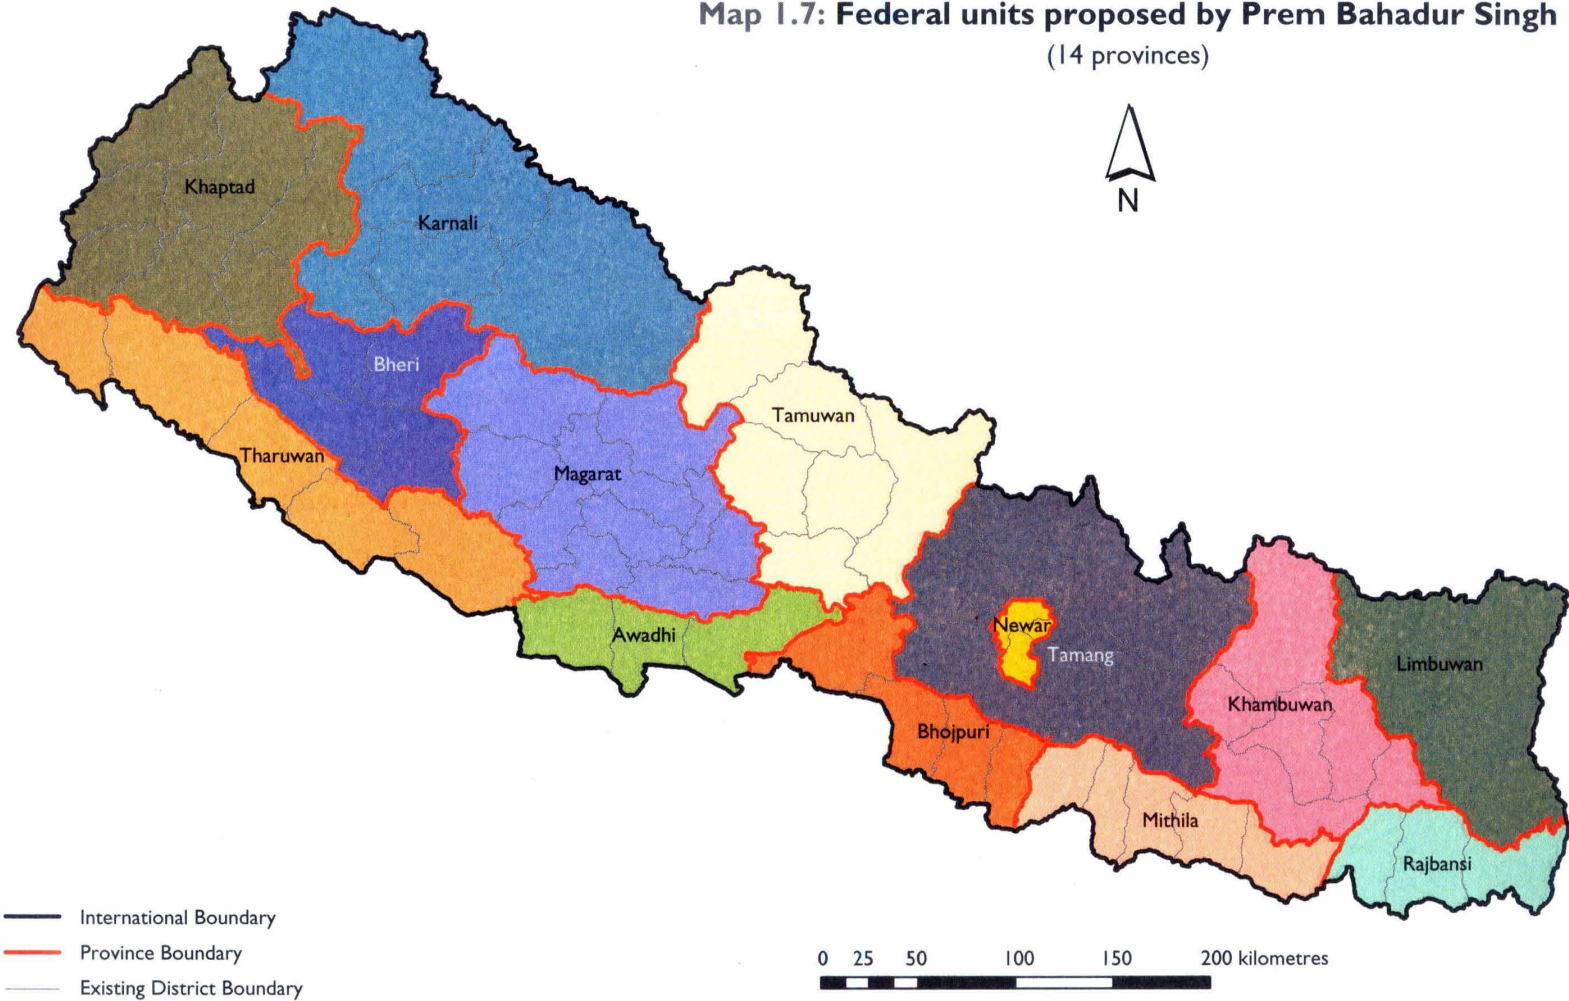 Map 1.7: Federal units proposed by Prem Bahadur Singh
(14 provinces)
N
Khaptad
Karnali
Bheri
Tamuwan
Tharuwan
Magarat
Newar
Awadhi
Tamang
Limbuwan
Khambuwan
Bhojpuri
Mithila
Rajbansi
International Boundary
Province Boundary
Existing District Boundary
0 25 50 100 150 200 kilometres